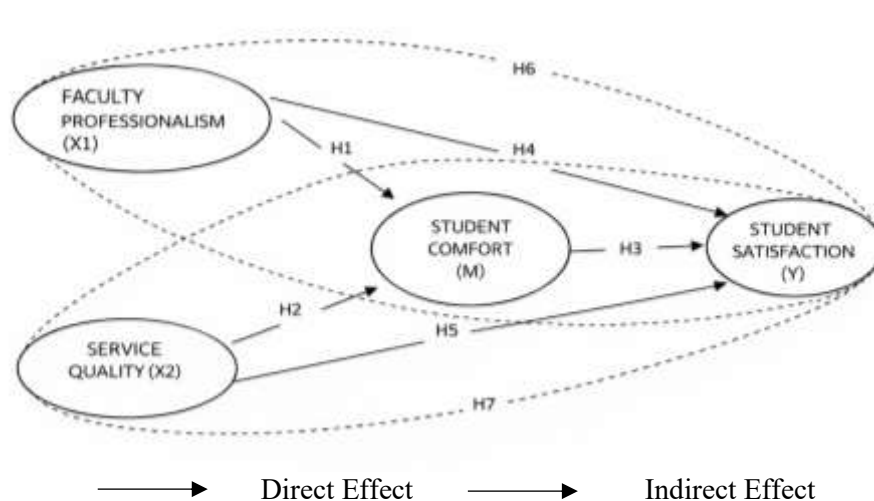 H6
FACULTY
PROFESSIONALISM
(X1)
H1
H4
STUDENT
COMFORT
(M)
H3
STUDENT
SATISFACTION
(Y)
H2
H5
SERVICE
QUALITY (X2)
H7
Direct Effect
Indirect Effect